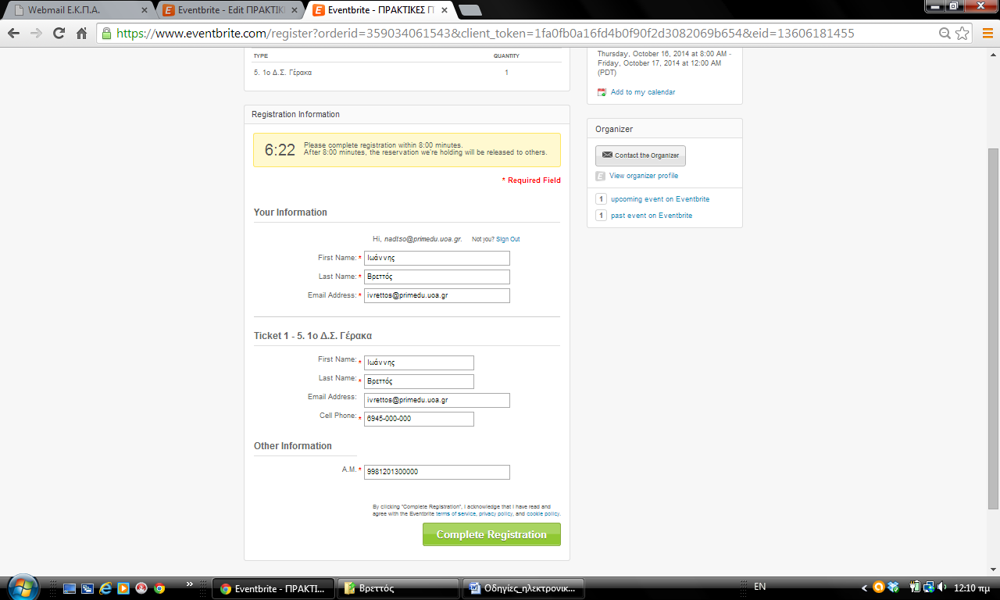 Webmail Ε.Κ.Π.Α.
Eventbrite - Edit ΠΡΑΚΤΙΚ
Eventbrite - ΠΡΑΚΤΙΚΕΣ Π
https://www.eventbrite.com/register?orderid=359034061543&client_token=1fa0fb0a16fd4b0f90f2d3082069b654&eid=13606181455
TYPE QUANTITY
5. 1ο Δ.Σ. Γέρακα 1
Thursday, October 16, 2014 at 8:00 AM -
Friday, October 17, 2014 at 12:00 AM
(PDT)
Add to my calendar
Registration Information
6:22
Please complete registration within 8:00 minutes.
After 8:00 minutes, the reservation we're holding will be released to others.
* Required Field
Your Information
Hi, nadtso@primedu.uoa.gr. Not you? Sign Out
First Name: * Ιωάννης
Last Name: * Βρεττός
Email Address: * ivrettos@primedu.uoa.gr
Ticket 1 - 5. 1ο Δ.Σ. Γέρακα
First Name: * Ιωάννης
Last Name: * Βρεττός
Email Address: ivrettos@primedu.uoa.gr
Cell Phone: * 6945-000-000
Other Information
Α.Μ. * 9981201300000
By clicking "Complete Registration", I acknowledge that I have read and
agree with the Eventbrite terms of service, privacy policy, and cookie policy.
Complete Registration
Organizer
Contact the Organizer
View organizer profile
1 upcoming event on Eventbrite
1 past event on Eventbrite
Eventbrite - ΠΡΑΚΤΙ...
Βρεττός
Οδηγίες_ηλεκτρονικ...
EN
12:10 πμ